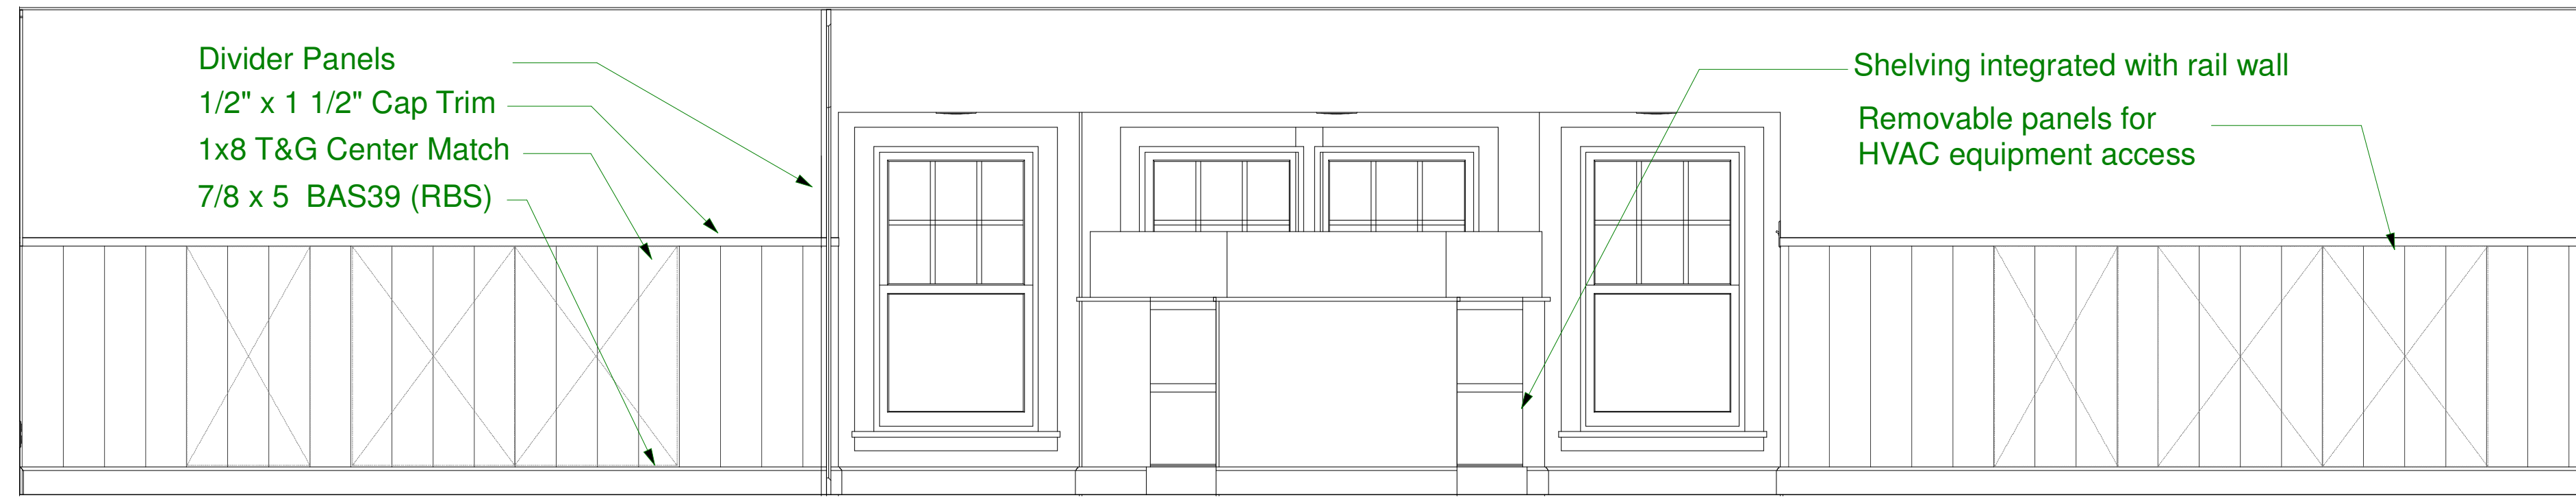 Divider Panels
1/2" x 1 1/2" Cap Trim
1x8 T&G Center Match
7/8 x 5  BAS39 (RBS)
Shelving integrated with rail wall
Removable panels for
HVAC equipment access